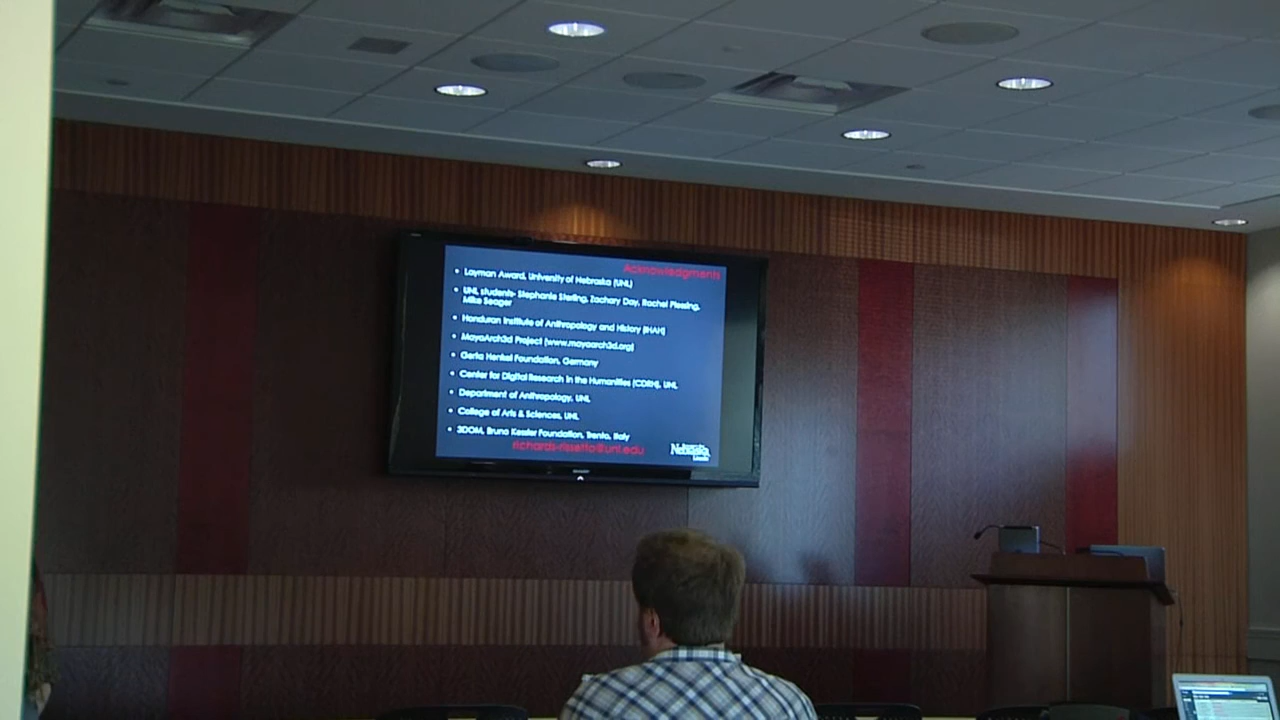 Acknowledgments
• Layman Award, University of Nebraska (UNL)
• UNL students- Stephanie Sterling, Zachary Day, Rachel Plessing,
Mike Seager
• Honduran Institute of Anthropology and History (IHAH)
• MayaArch3d Project (www.mayaarch3d.org)
• Gerla Henkel Foundation, Germany
• Center for Digital Research in the Humanities (CDRH), UNL
• Department of Anthropology, UNL
• College of Arts & Sciences, UNL
• 3DOM, Bruno Kessler Foundation, Trento, Italy
richards-rissetto@unl.edu
Nebraska
Lincoln
SHARP